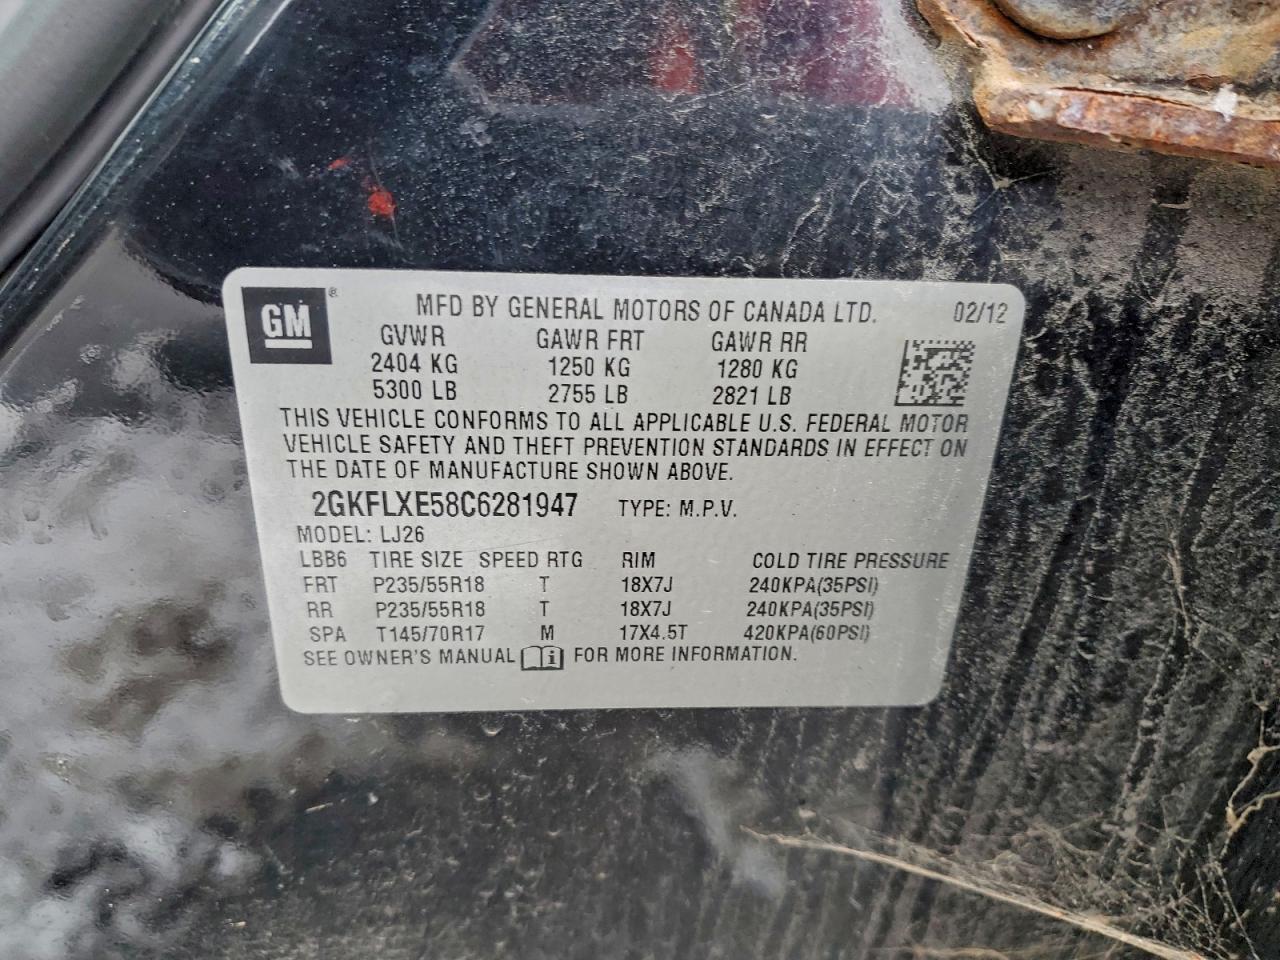 GM ® MFD BY GENERAL MOTORS OF CANADA LTD. 02/12
GVWR GAWR FRT GAWR RR
2404 KG 1250 KG 1280 KG
5300 LB 2755 LB 2821 LB
THIS VEHICLE CONFORMS TO ALL APPLICABLE U.S. FEDERAL MOTOR
VEHICLE SAFETY AND THEFT PREVENTION STANDARDS IN EFFECT ON
THE DATE OF MANUFACTURE SHOWN ABOVE.
2GKFLXE58C6281947 TYPE: M.P.V.
MODEL: LJ26
LBB6 TIRE SIZE SPEED RTG RIM COLD TIRE PRESSURE
FRT P235/55R18 T 18X7J 240KPA(35PSI)
RR P235/55R18 T 18X7J 240KPA(35PSI)
SPA T145/70R17 M 17X4.5T 420KPA(60PSI)
SEE OWNER'S MANUAL i FOR MORE INFORMATION.